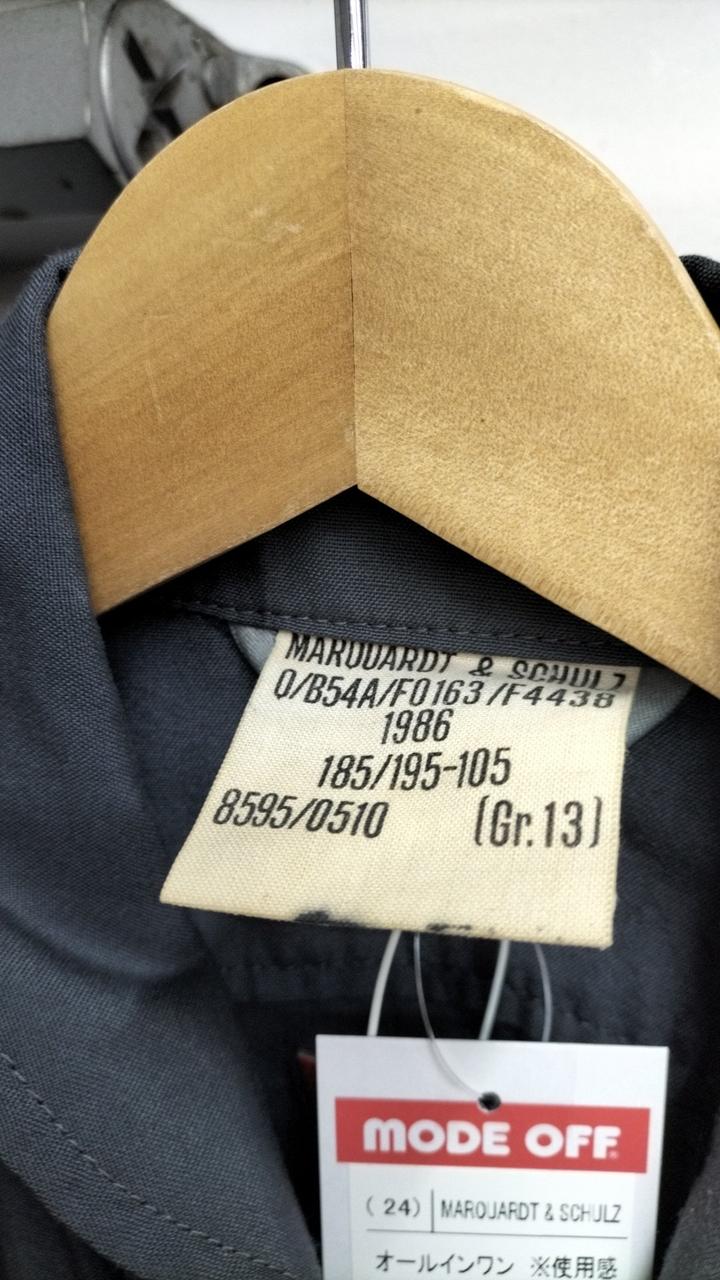 MARQUARDT & SCHULZ
Q/B54A/F0163/F4438
1986
185/195-105
8595/0510 (Gr.13)
MODE OFF®
(24) MARQUARDT & SCHULZ
オールインワン ※使用感